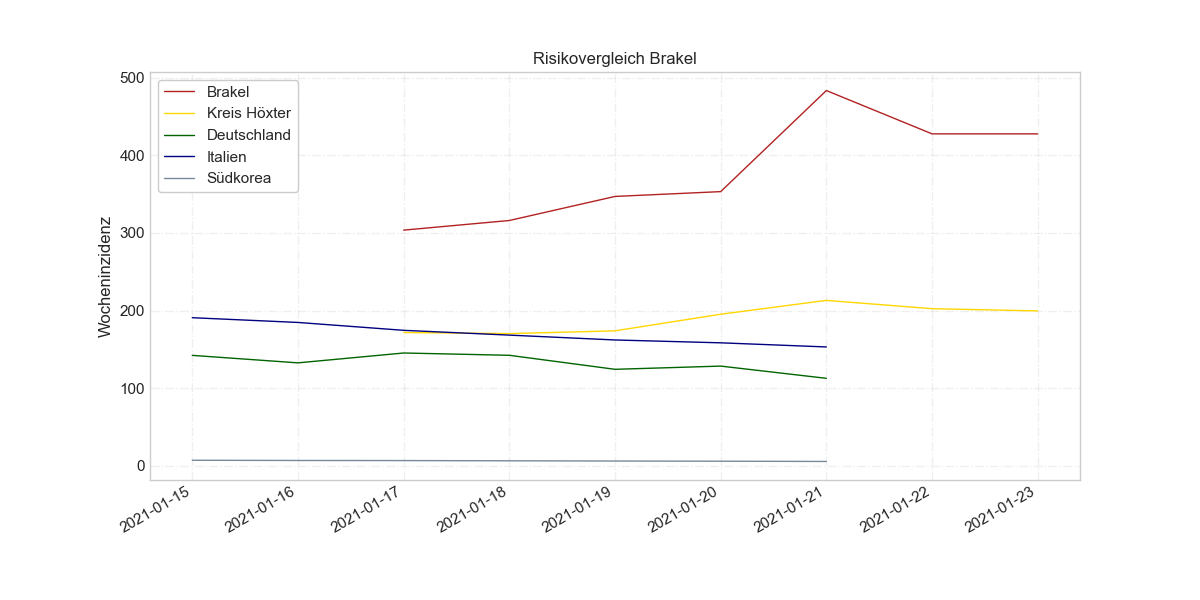 Risikovergleich Brakel
Wocheninzidenz
500
400
300
200
100
0
Brakel
Kreis Höxter
Deutschland
Italien
Südkorea
2021-01-15
2021-01-16
2021-01-17
2021-01-18
2021-01-19
2021-01-20
2021-01-21
2021-01-22
2021-01-23